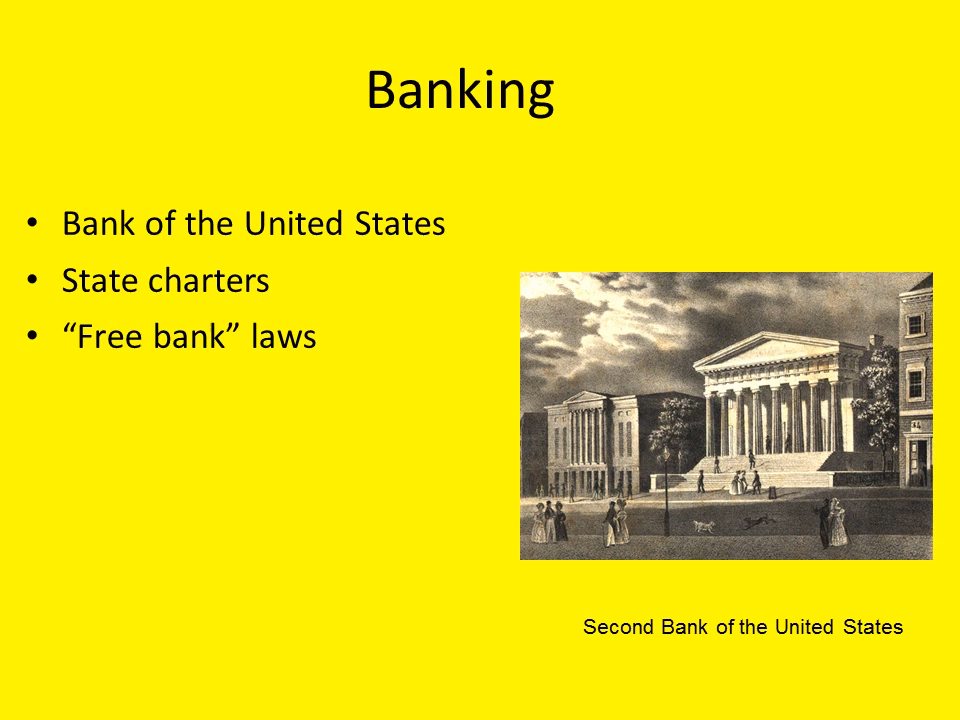 Banking
• Bank of the United States
• State charters
• “Free bank” laws
Second Bank of the United States